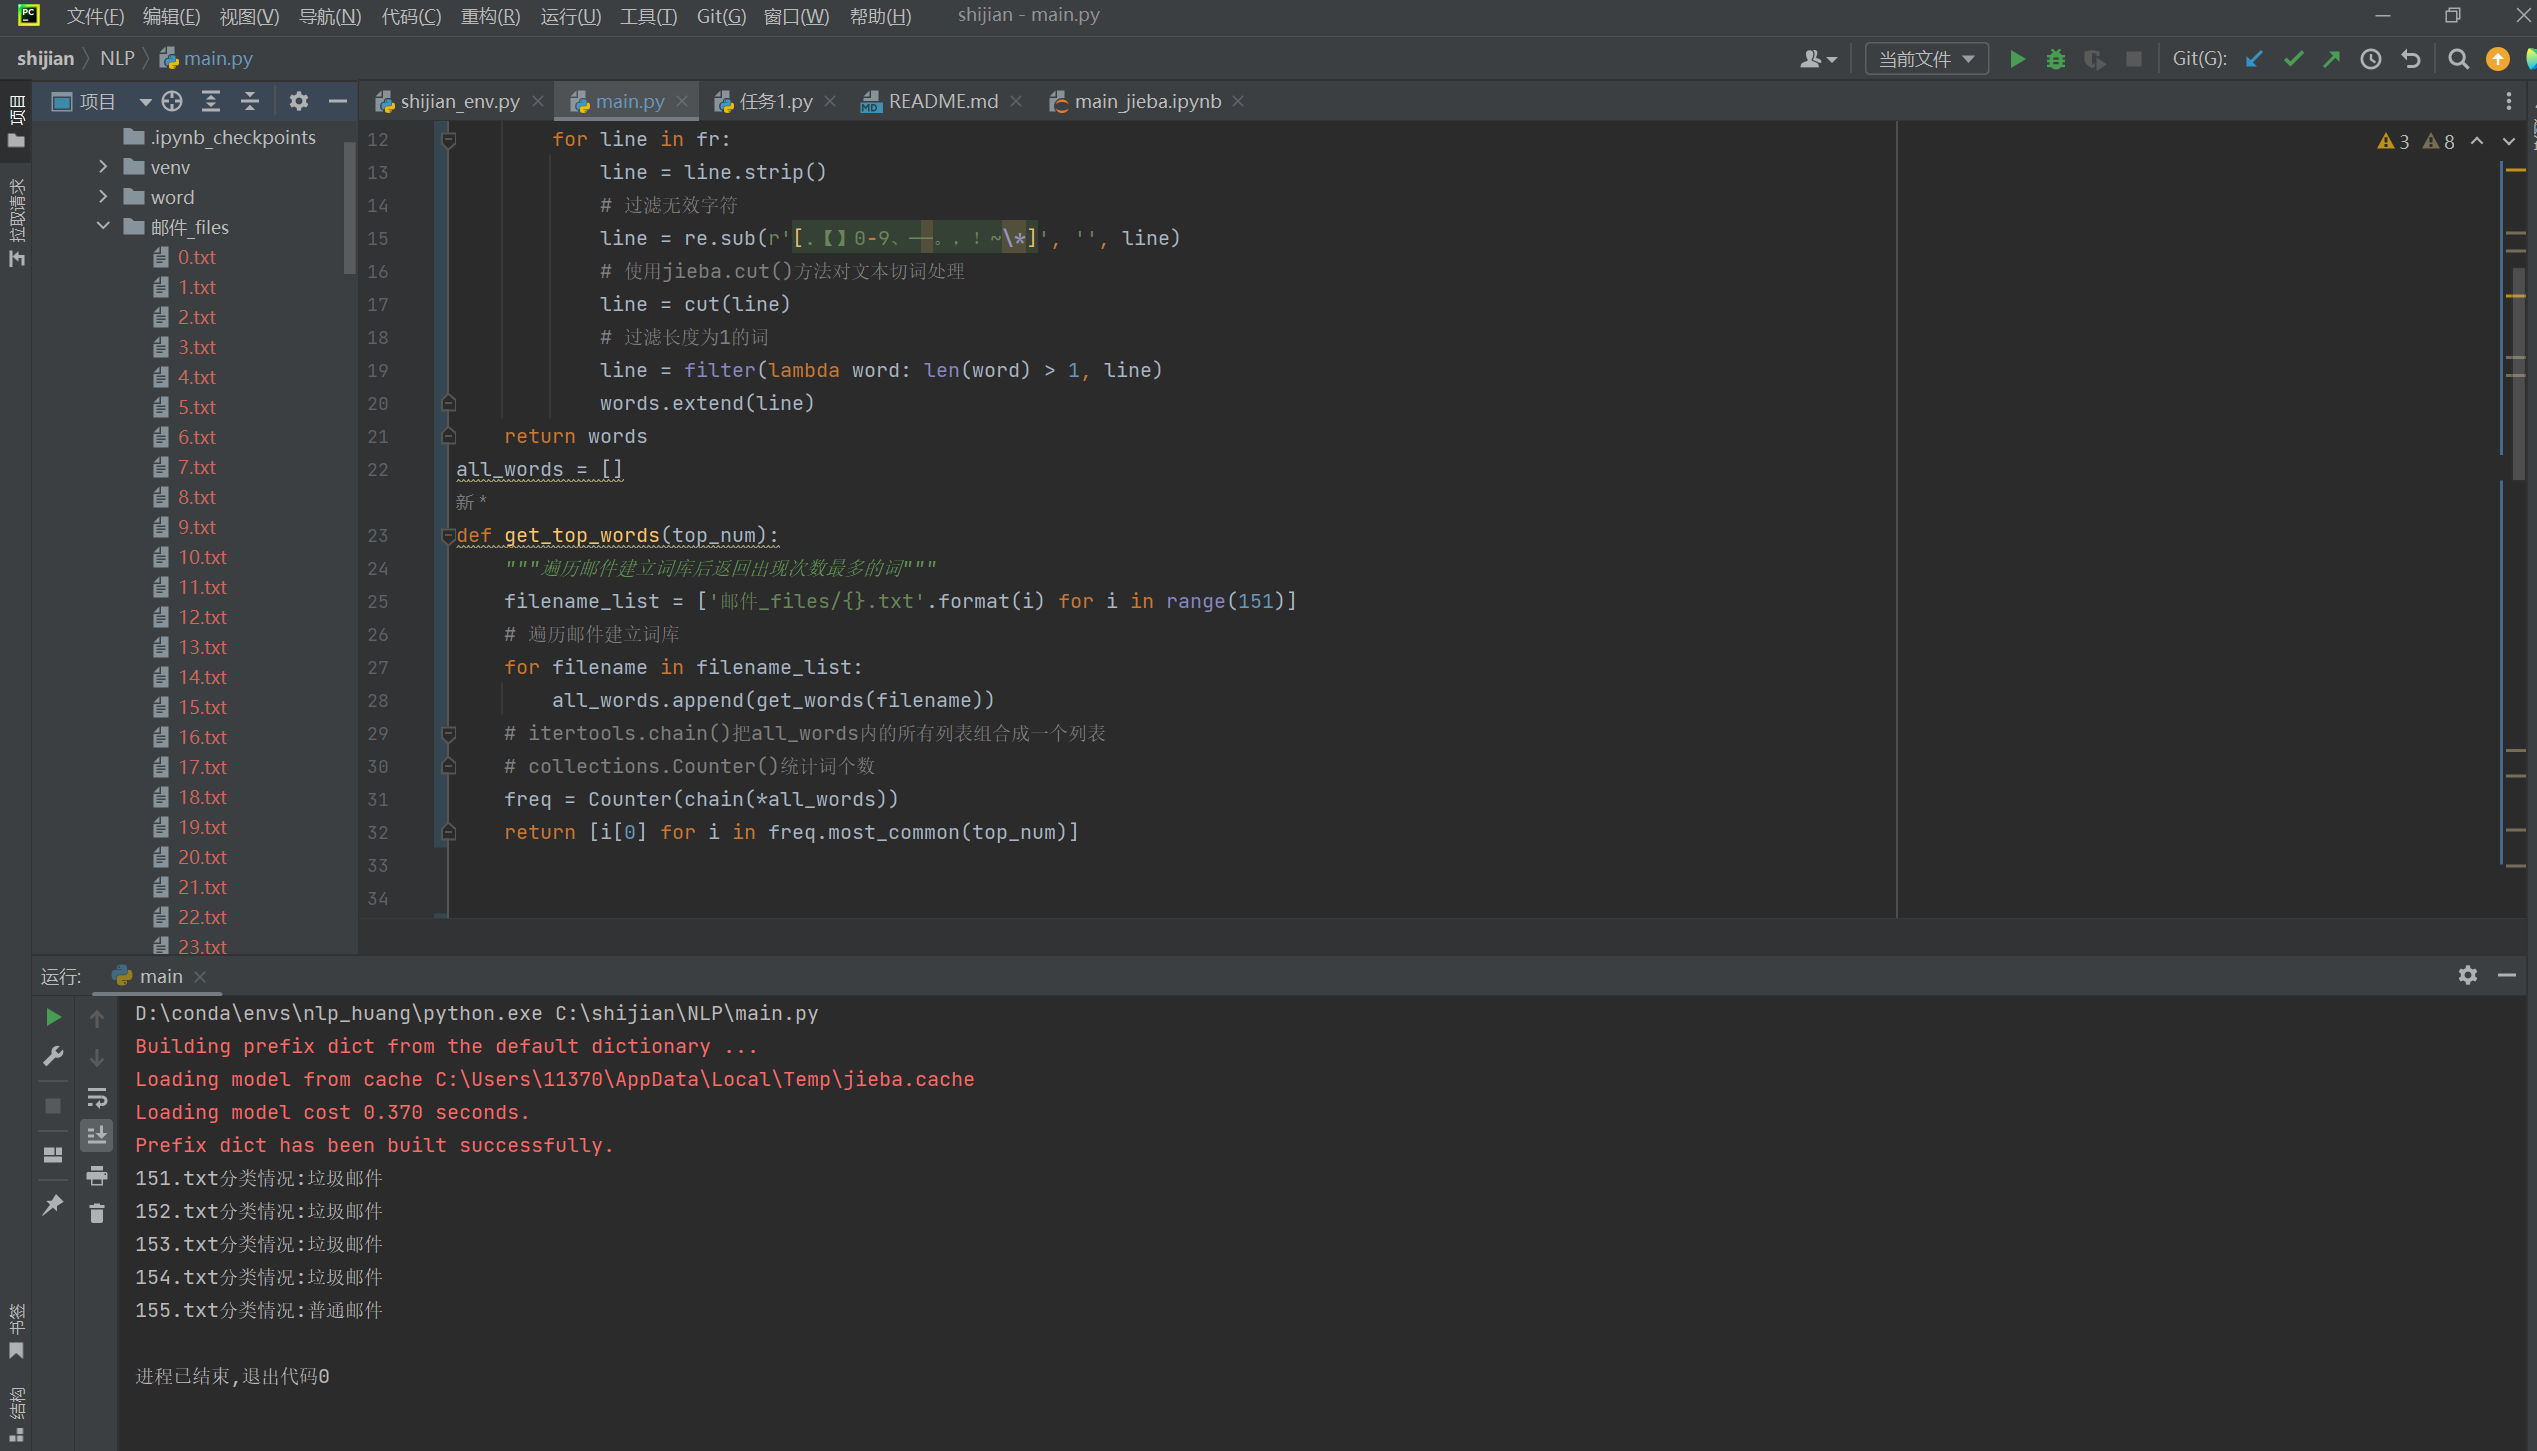 文件(F) 编辑(E) 视图(V) 导航(N) 代码(C) 重构(R) 运行(U) 工具(T) Git(G) 窗口(W) 帮助(H) shijian - main.py
shijian NLP main.py 当前文件 Git(G):
项目 shijian_env.py main.py 任务1.py README.md main_jieba.ipynb
项目
拉取请求
书签
结构
.ipynb_checkpoints
venv
word
邮件_files
0.txt
1.txt
2.txt
3.txt
4.txt
5.txt
6.txt
7.txt
8.txt
9.txt
10.txt
11.txt
12.txt
13.txt
14.txt
15.txt
16.txt
17.txt
18.txt
19.txt
20.txt
21.txt
22.txt
23.txt
3 8
12 for line in fr:
13 line = line.strip()
14 # 过滤无效字符
15 line = re.sub(r'[.【】0-9、——。，！~\*]', '', line)
16 # 使用jieba.cut()方法对文本切词处理
17 line = cut(line)
18 # 过滤长度为1的词
19 line = filter(lambda word: len(word) > 1, line)
20 words.extend(line)
21 return words
22 all_words = []
新 *
23 def get_top_words(top_num):
24 """遍历邮件建立词库后返回出现次数最多的词"""
25 filename_list = ['邮件_files/{}.txt'.format(i) for i in range(151)]
26 # 遍历邮件建立词库
27 for filename in filename_list:
28 all_words.append(get_words(filename))
29 # itertools.chain()把all_words内的所有列表组合成一个列表
30 # collections.Counter()统计词个数
31 freq = Counter(chain(*all_words))
32 return [i[0] for i in freq.most_common(top_num)]
33
34
运行: main
D:\conda\envs\nlp_huang\python.exe C:\shijian\NLP\main.py
Building prefix dict from the default dictionary ...
Loading model from cache C:\Users\11370\AppData\Local\Temp\jieba.cache
Loading model cost 0.370 seconds.
Prefix dict has been built successfully.
151.txt分类情况:垃圾邮件
152.txt分类情况:垃圾邮件
153.txt分类情况:垃圾邮件
154.txt分类情况:垃圾邮件
155.txt分类情况:普通邮件
进程已结束,退出代码0